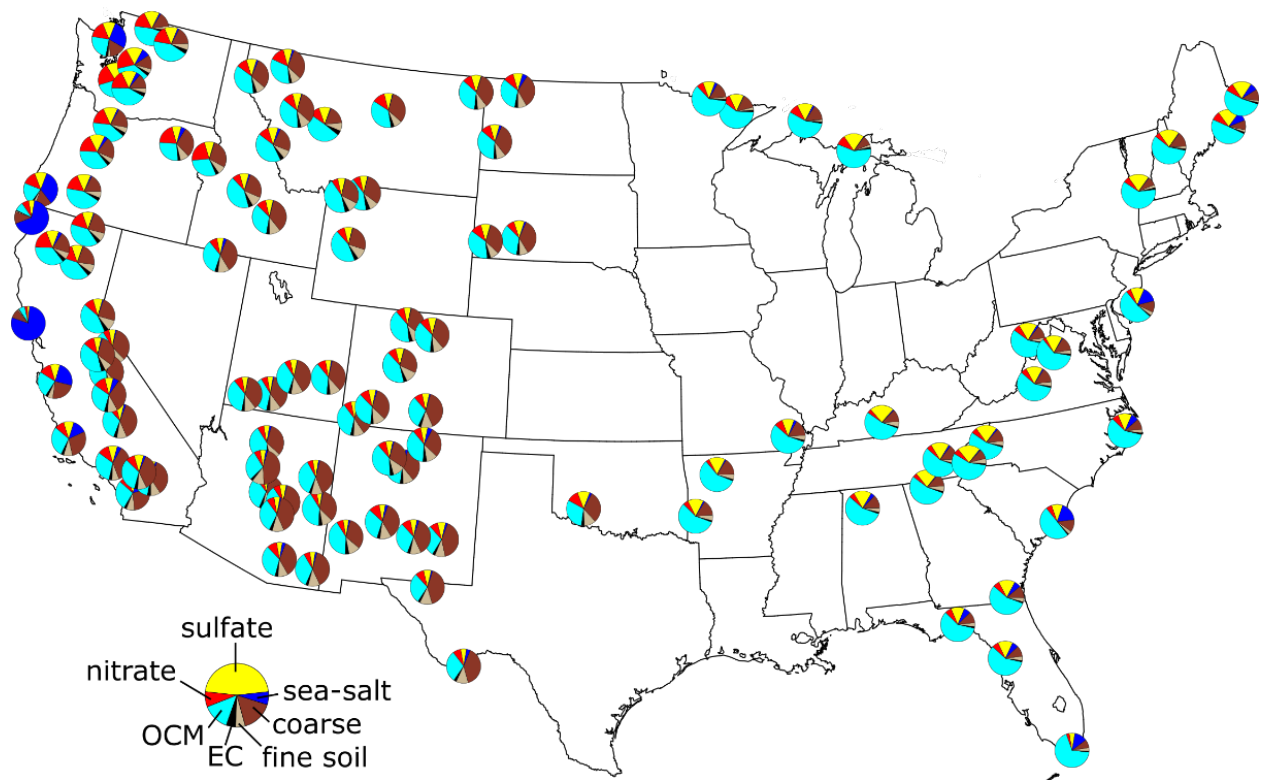 sulfate
nitrate
sea-salt
OCM
coarse
EC
fine soil